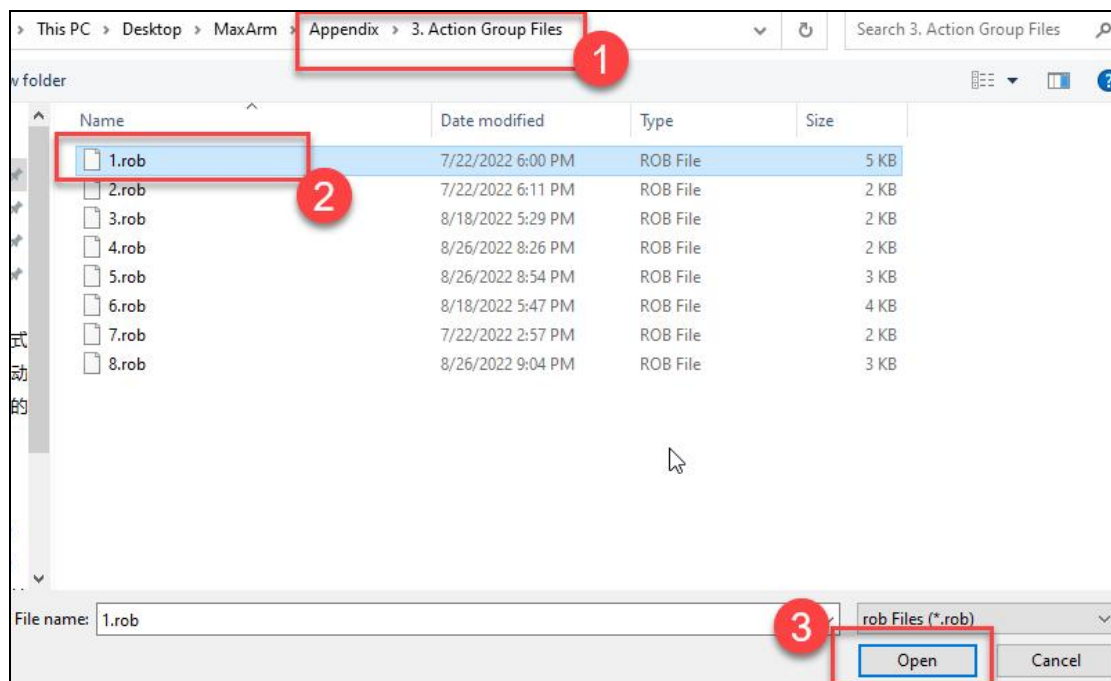 › This PC › Desktop › MaxArm › Appendix › 3. Action Group Files Search 3. Action Group Files
1
w folder
Name Date modified Type Size
1.rob 7/22/2022 6:00 PM ROB File 5 KB
2
2.rob 7/22/2022 6:11 PM ROB File 2 KB
3.rob 8/18/2022 5:29 PM ROB File 2 KB
4.rob 8/26/2022 8:26 PM ROB File 2 KB
5.rob 8/26/2022 8:54 PM ROB File 3 KB
6.rob 8/18/2022 5:47 PM ROB File 4 KB
式
7.rob 7/22/2022 2:57 PM ROB File 2 KB
动
8.rob 8/26/2022 9:04 PM ROB File 3 KB
的
File name: 1.rob rob Files (*.rob)
3
Open Cancel